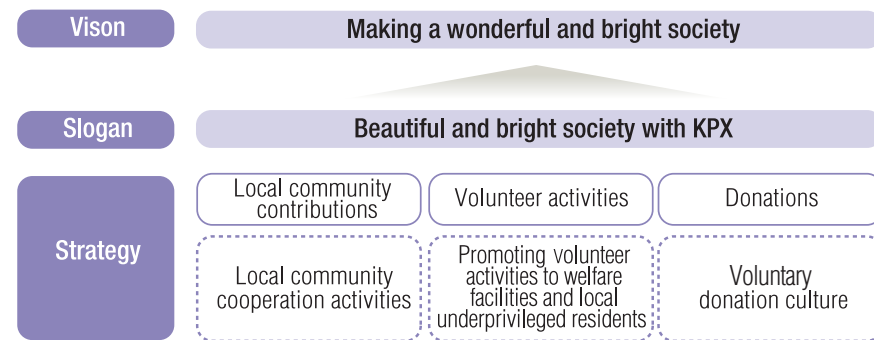 Vison
Making a wonderful and bright society
Slogan
Beautiful and bright society with KPX
Strategy
Local community
contributions
Volunteer activities
Donations
Local community
cooperation activities
Promoting volunteer
activities to welfare
facilities and local
underprivileged residents
Voluntary
donation culture